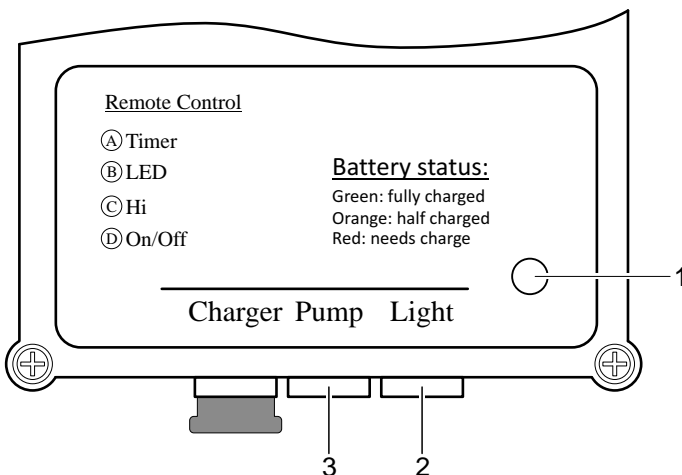 Remote Control
Ⓐ Timer
Ⓑ LED
Ⓒ Hi
Ⓓ On/Off
Battery status:
Green: fully charged
Orange: half charged
Red: needs charge
1
Charger Pump Light
3 2